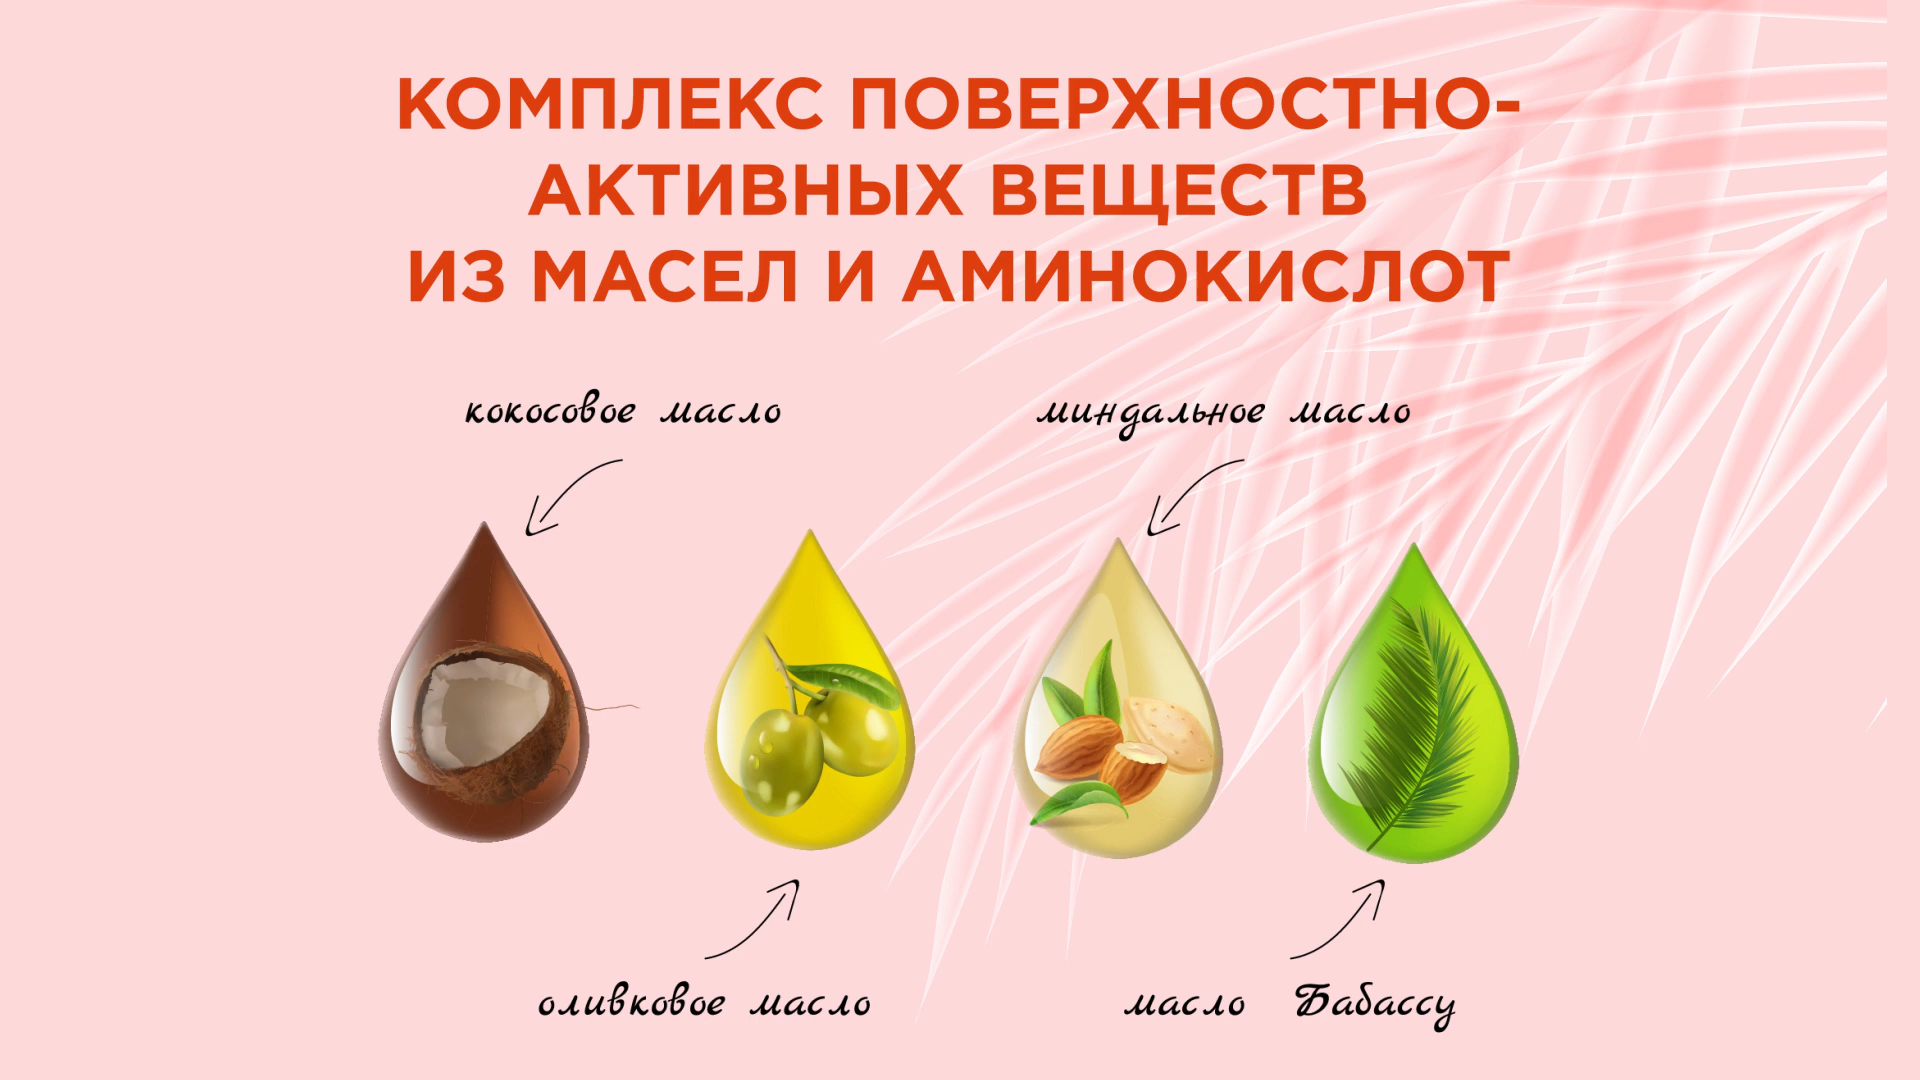 КОМПЛЕКС ПОВЕРХНОСТНО-
АКТИВНЫХ ВЕЩЕСТВ
ИЗ МАСЕЛ И АМИНОКИСЛОТ
кокосовое масло
миндальное масло
оливковое масло
масло Бабассу